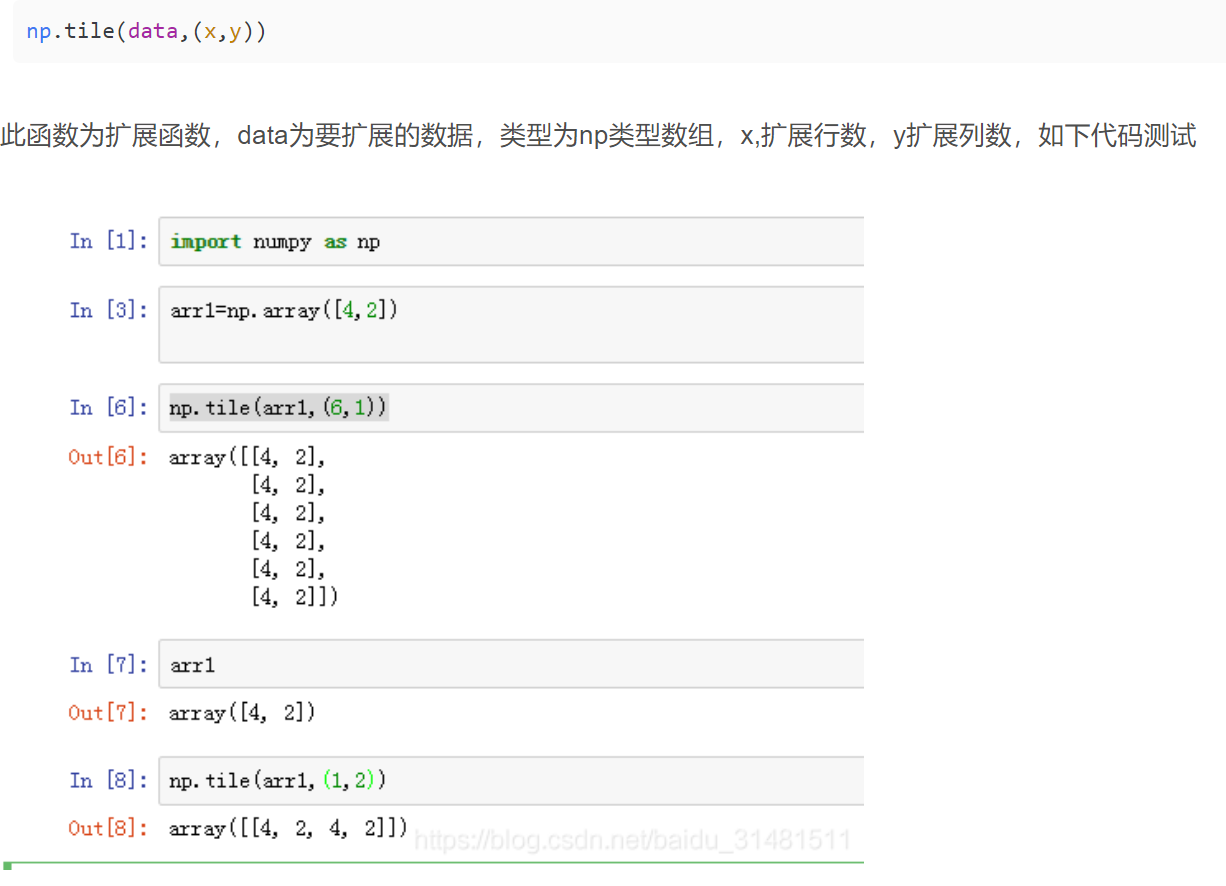 np.tile(data,(x,y))
此函数为扩展函数，data为要扩展的数据，类型为np类型数组，x,扩展行数，y扩展列数，如下代码测试
In [1]: import numpy as np
In [3]: arr1=np.array([4,2])
In [6]: np.tile(arr1,(6,1))
Out[6]: array([[4, 2],
[4, 2],
[4, 2],
[4, 2],
[4, 2],
[4, 2]])
In [7]: arr1
Out[7]: array([4, 2])
In [8]: np.tile(arr1,(1,2))
Out[8]: array([[4, 2, 4, 2]])
https://blog.csdn.net/baidu_31481511